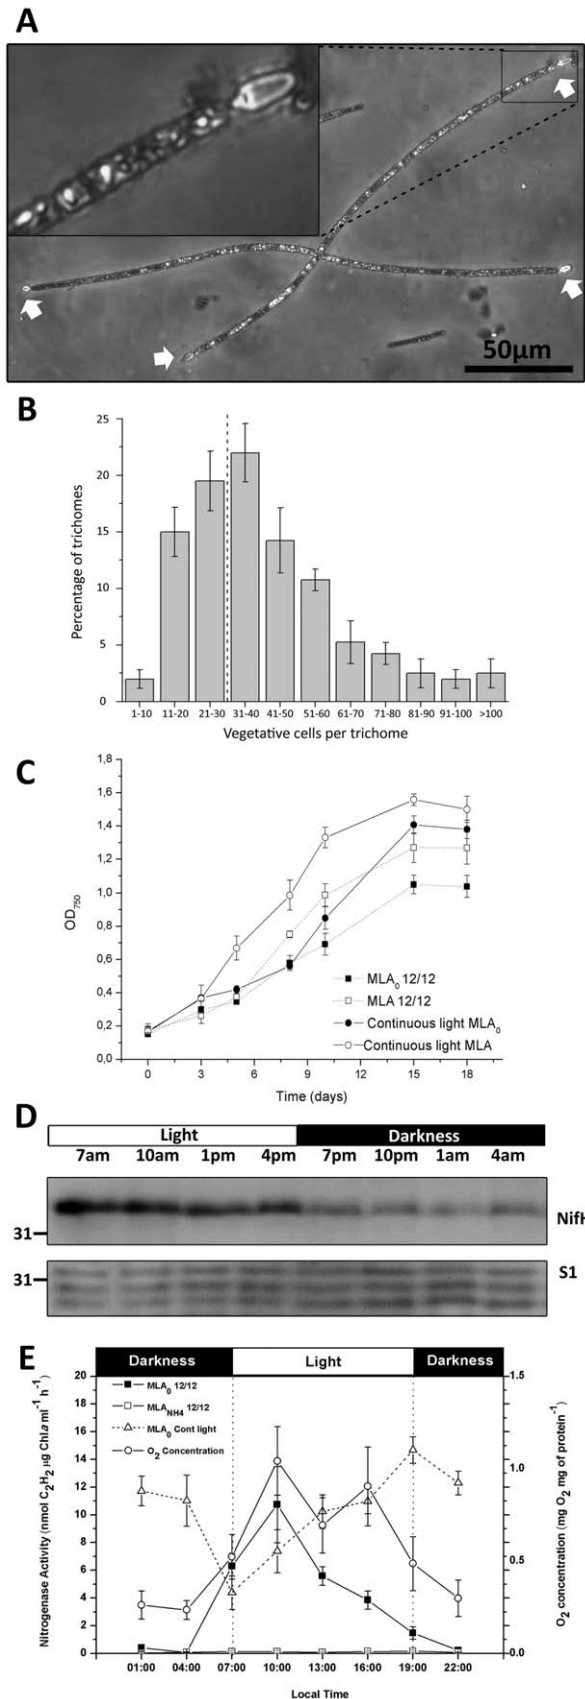 A
50µm
B
25
20
15
10
5
0
Percentage of trichomes
1-10 11-20 21-30 31-40 41-50 51-60 61-70 71-80 81-90 91-100 >100
Vegetative cells per trichome
C
1,8
1,6
1,4
1,2
1,0
0,8
0,6
0,4
0,2
0,0
OD750
MLA0 12/12
MLA 12/12
Continuous light MLA0
Continuous light MLA
0 3 6 9 12 15 18
Time (days)
D
Light Darkness
7am 10am 1pm 4pm 7pm 10pm 1am 4am
31
NifH
31
S1
E
Darkness Light Darkness
20
18
16
14
12
10
8
6
4
2
0
Nitrogenase Activity (nmol C2H2 µg Chla ml-1 h-1)
MLA0 12/12
MLANH4 12/12
MLA0 Cont light
O2 Concentration
1.5
1.0
0.5
0.0
O2 concentration (mg O2 mg of protein-1)
01:00 04:00 07:00 10:00 13:00 16:00 19:00 22:00
Local Time